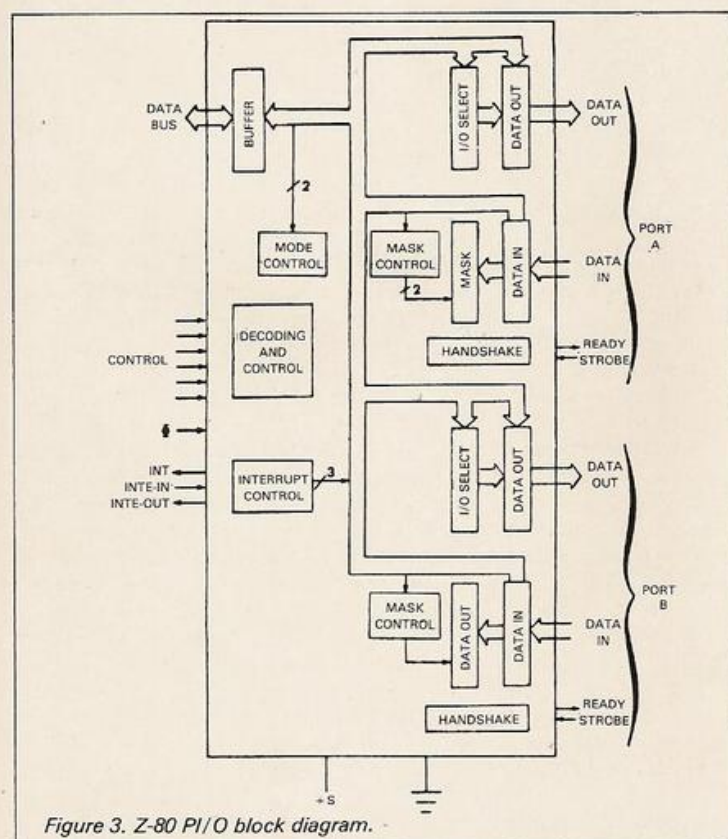 DATA
BUS
BUFFER
2
MODE
CONTROL
I/O SELECT
DATA OUT
DATA
OUT
MASK
CONTROL
2
MASK
DATA IN
DATA
IN
PORT
A
HANDSHAKE
READY
STROBE
CONTROL
DECODING
AND
CONTROL
Φ
INT
INTE-IN
INTE-OUT
INTERRUPT
CONTROL
3
I/O SELECT
DATA OUT
DATA
OUT
MASK
CONTROL
DATA OUT
DATA IN
DATA
IN
PORT
B
HANDSHAKE
READY
STROBE
+S
Figure 3. Z-80 PI/O block diagram.